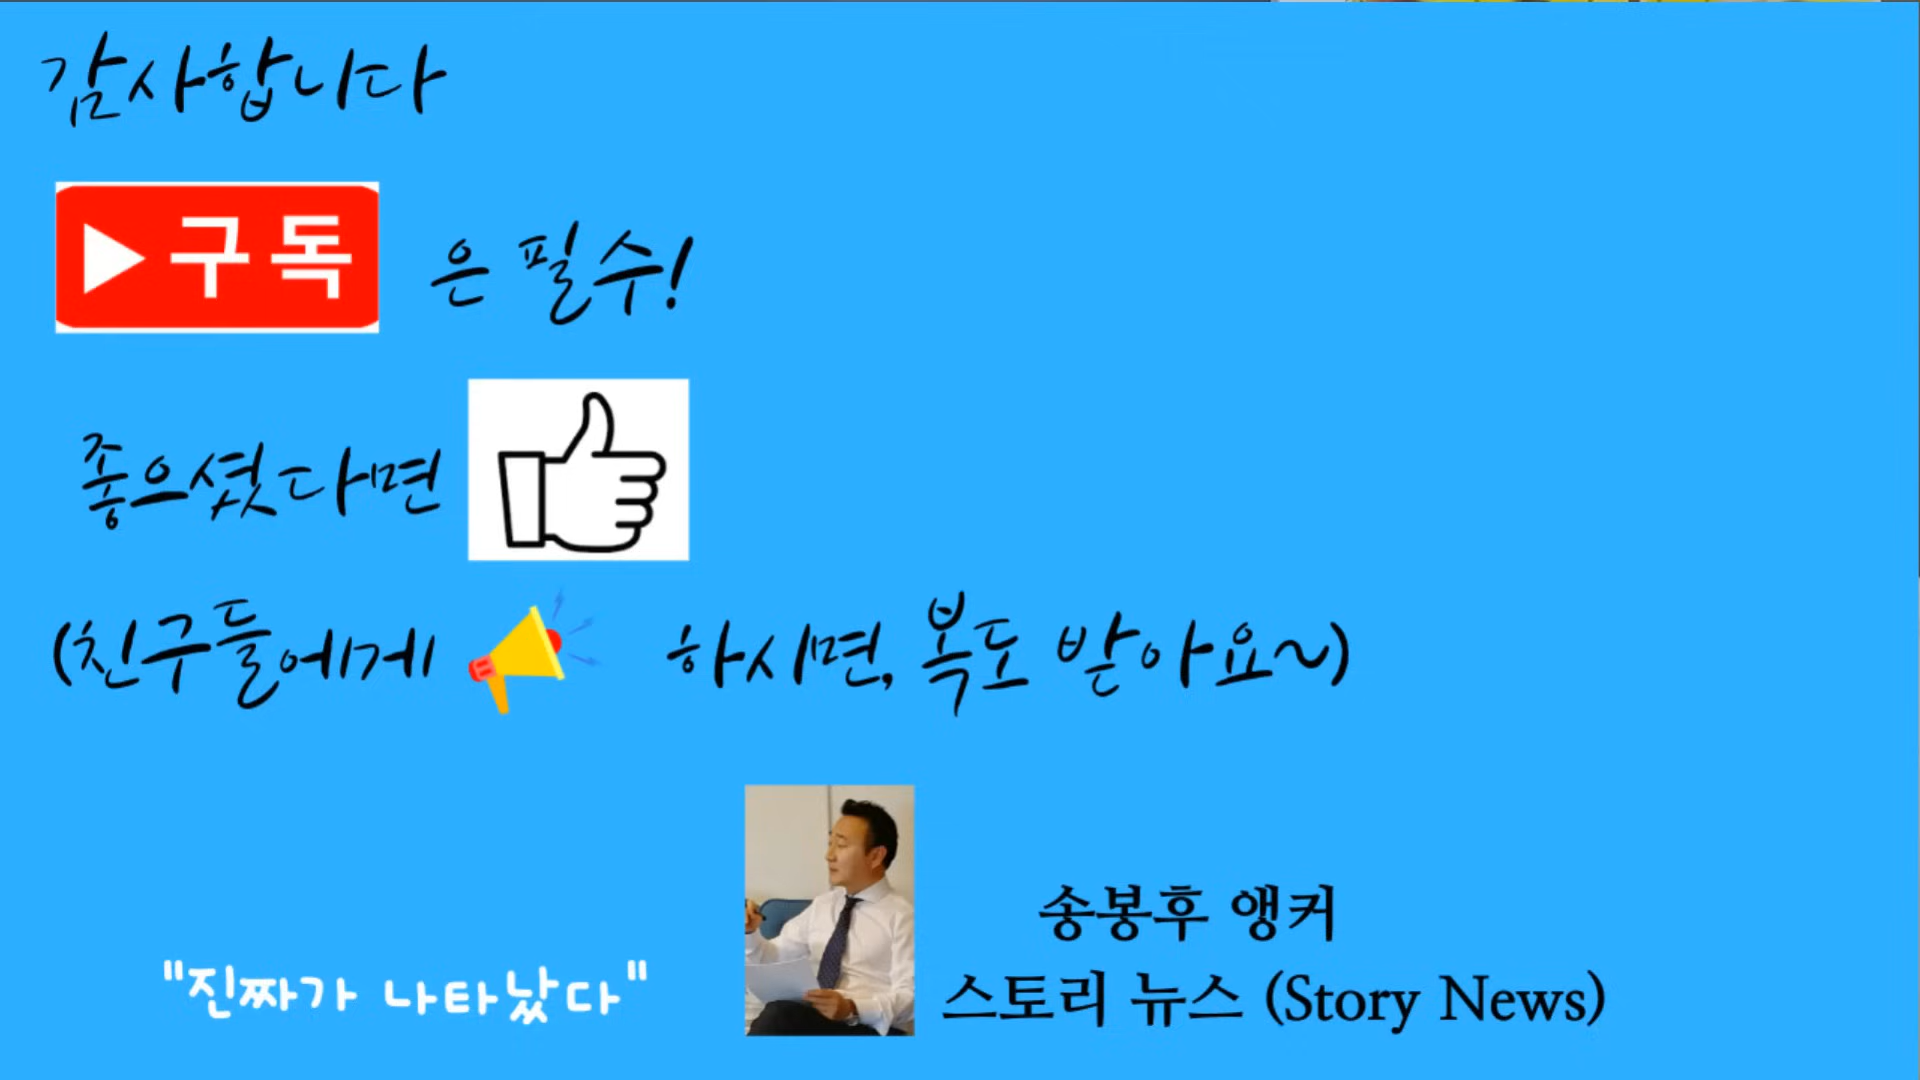 감사합니다
구독 은 필수!
좋으셨다면
(친구들에게 하시면, 복도 받아요~)
"진짜가 나타났다"
송봉후 앵커
스토리 뉴스 (Story News)